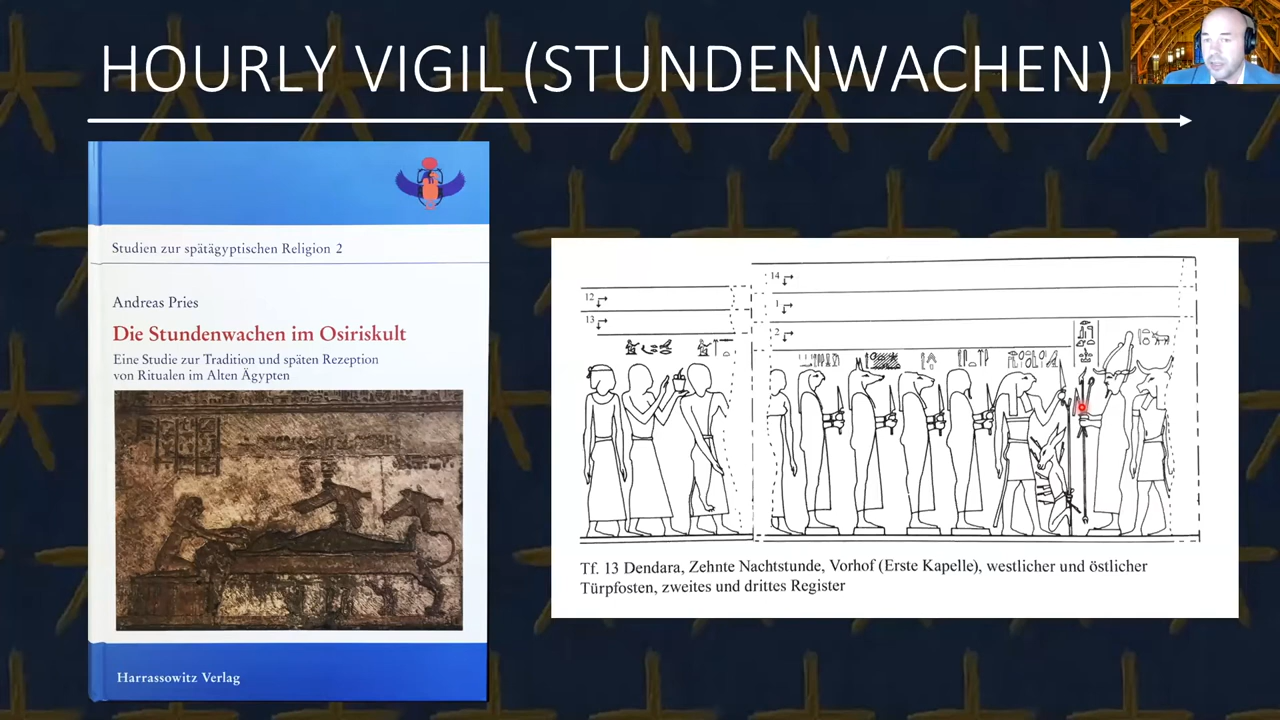 HOURLY VIGIL (STUNDENWACHEN)
Studien zur spätägyptischen Religion 2
Andreas Pries
Die Stundenwachen im Osiriskult
Eine Studie zur Tradition und späten Rezeption
von Ritualen im Alten Ägypten
Harrassowitz Verlag
14
12
1
13
2
Tf. 13 Dendara, Zehnte Nachtstunde, Vorhof (Erste Kapelle), westlicher und östlicher
Türpfosten, zweites und drittes Register